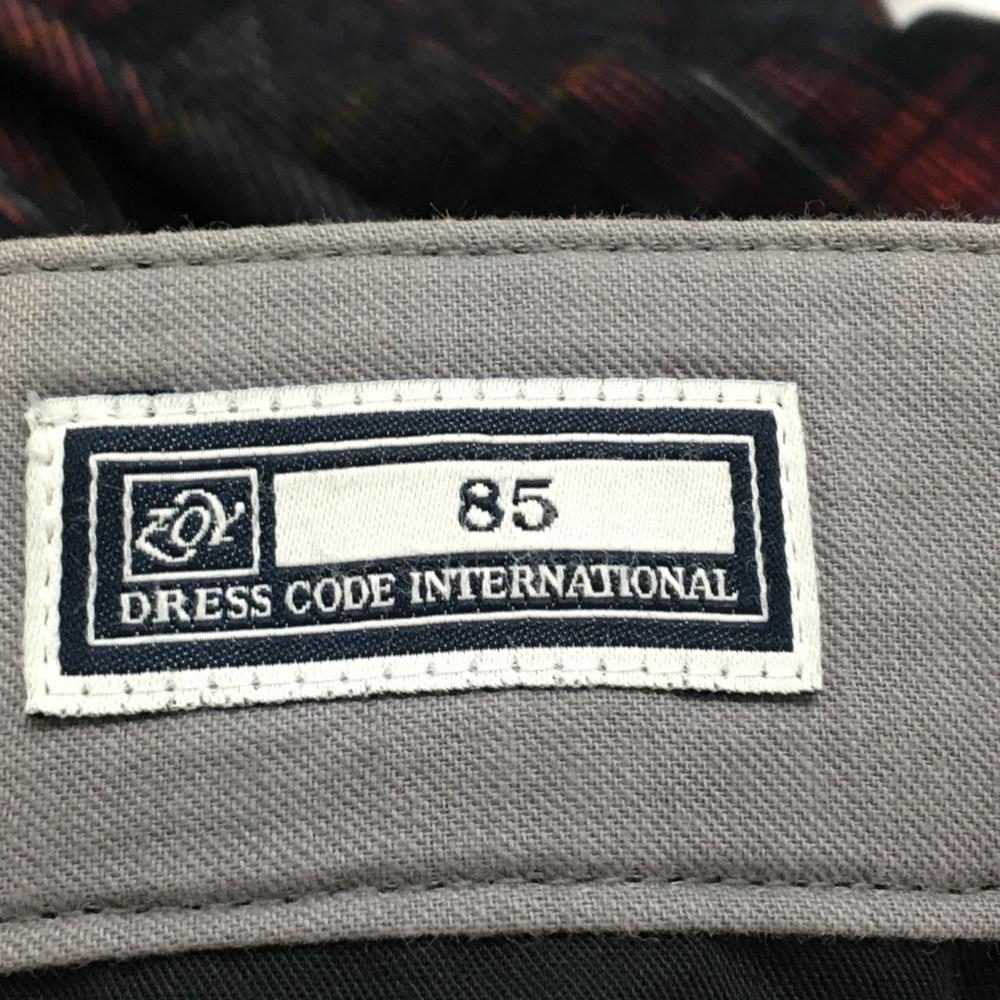 ZOY
85
DRESS CODE INTERNATIONAL